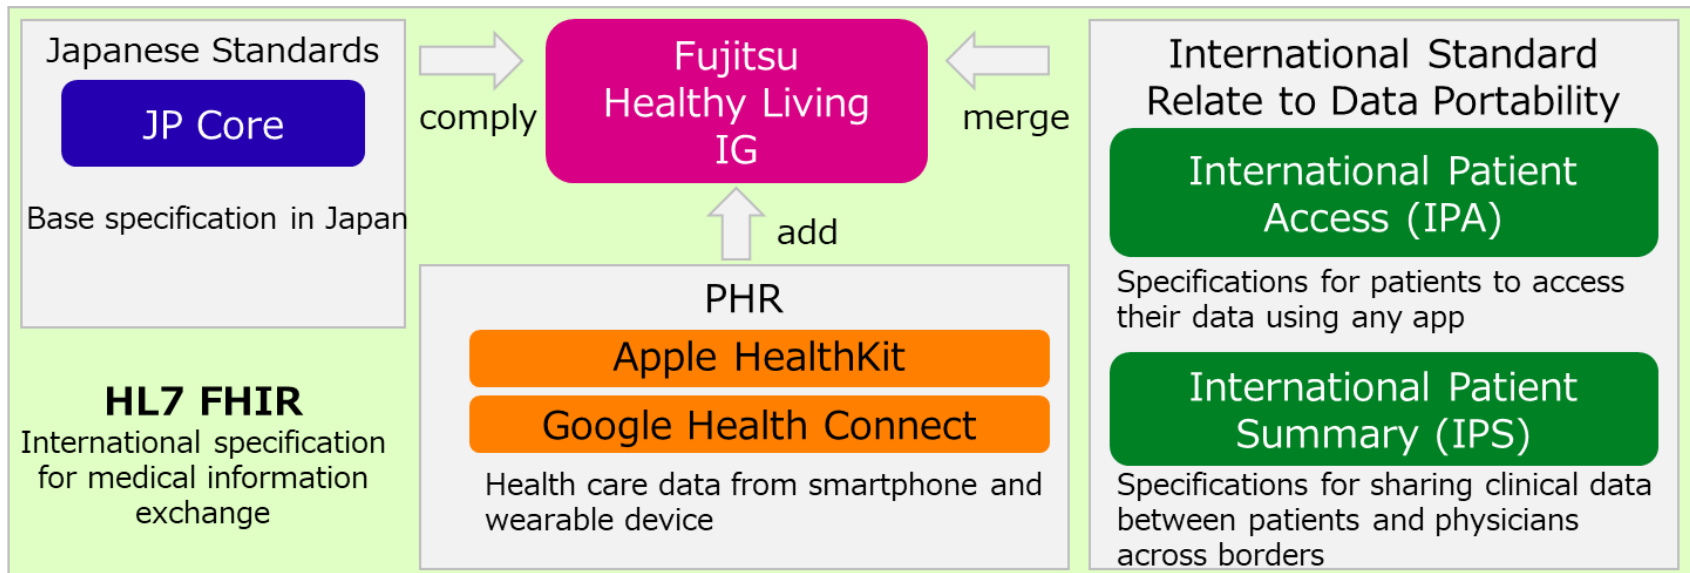 Japanese Standards
JP Core
Base specification in Japan
HL7 FHIR
International specification
for medical information
exchange
comply
Fujitsu
Healthy Living
IG
merge
add
PHR
Apple HealthKit
Google Health Connect
Health care data from smartphone and
wearable device
International Standard
Relate to Data Portability
International Patient
Access (IPA)
Specifications for patients to access
their data using any app
International Patient
Summary (IPS)
Specifications for sharing clinical data
between patients and physicians
across borders